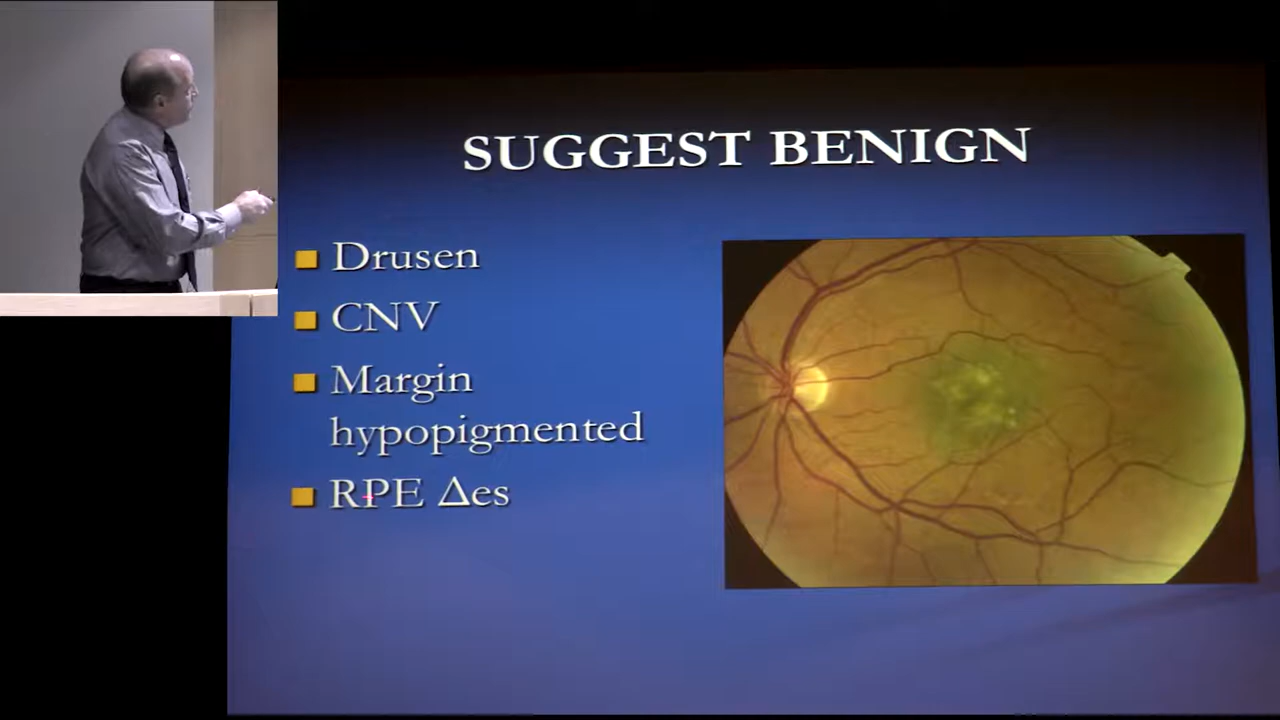 SUGGEST BENIGN
Drusen
CNV
Margin
hypopigmented
RPE Δes